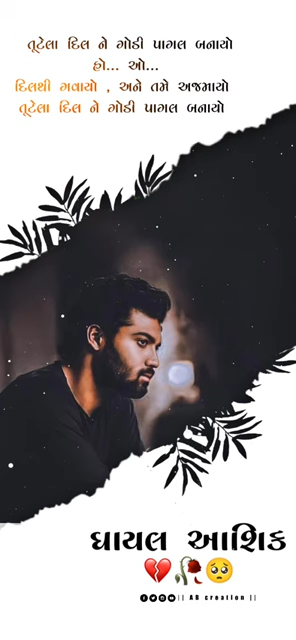 તૂટેલા દિલ ને ગોડી પાગલ બનાયો
હો... ઓ...
દિલથી ગવાયો , અને તમે અજમાયો
તૂટેલા દિલ ને ગોડી પાગલ બનાયો
ઘાયલ આશિક
💔🥀🥺
|| AB creation ||